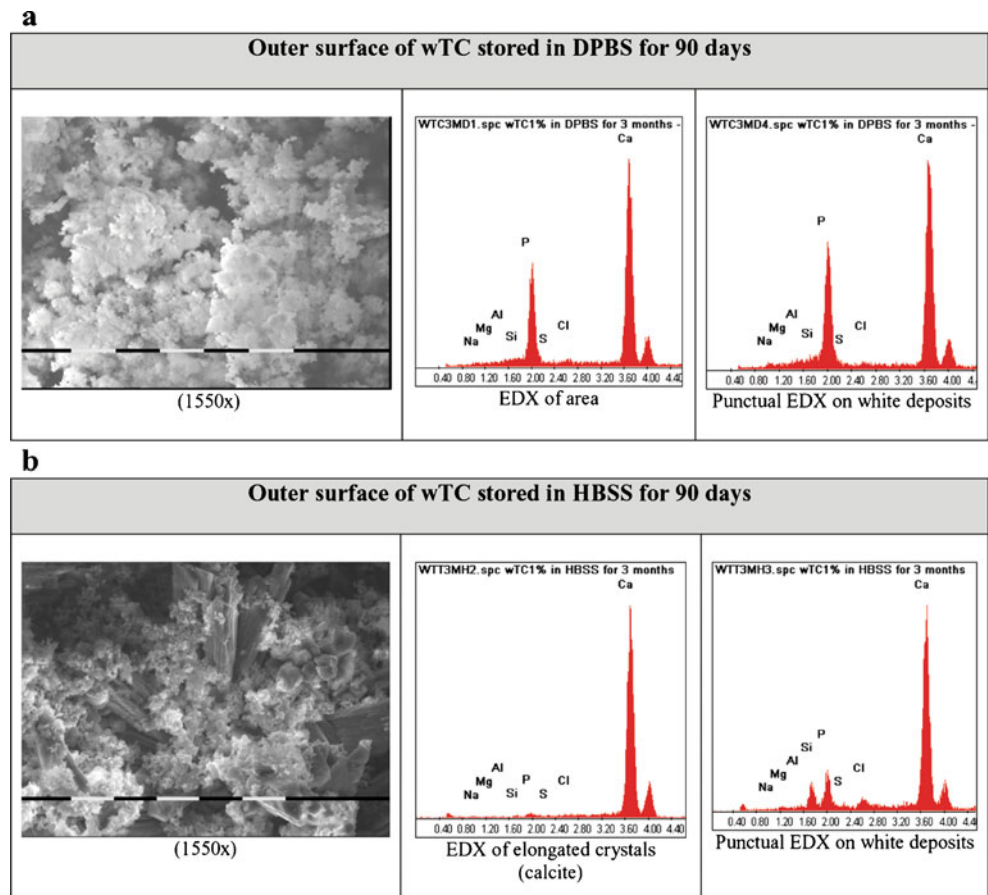 a
Outer surface of wTC stored in DPBS for 90 days
(1550x)
WTC3MD1.spc wTC1% in DPBS for 3 months -
Ca
P
Al
Mg
Si
S
Cl
Na
0.40 0.80 1.20 1.60 2.00 2.40 2.80 3.20 3.60 4.00 4.40
EDX of area
WTC3MD4.spc wTC1% in DPBS for 3 months -
Ca
P
Al
Mg
Si
Cl
Na
S
0.40 0.80 1.20 1.60 2.00 2.40 2.80 3.20 3.60 4.00 4.4
Punctual EDX on white deposits
b
Outer surface of wTC stored in HBSS for 90 days
(1550x)
WTT3MH2.spc wTC1% in HBSS for 3 months
Ca
Al
Mg
P
Cl
Na
Si
S
0.40 0.80 1.20 1.60 2.00 2.40 2.80 3.20 3.60 4.00 4.40
EDX of elongated crystals
(calcite)
WTT3MH3.spc wTC1% in HBSS for 3 months
Ca
P
Si
Al
Cl
Mg
S
Na
0.40 0.80 1.20 1.60 2.00 2.40 2.80 3.20 3.60 4.00 4.40
Punctual EDX on white deposits